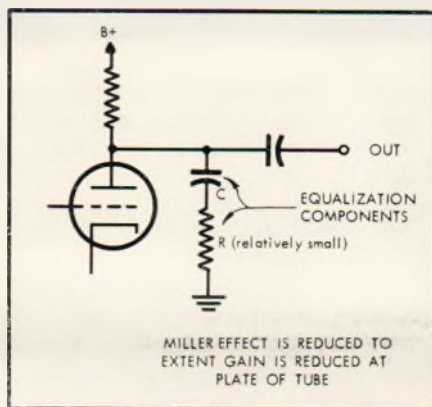 B+
OUT
C
EQUALIZATION
COMPONENTS
R (relatively small)
MILLER EFFECT IS REDUCED TO
EXTENT GAIN IS REDUCED AT
PLATE OF TUBE